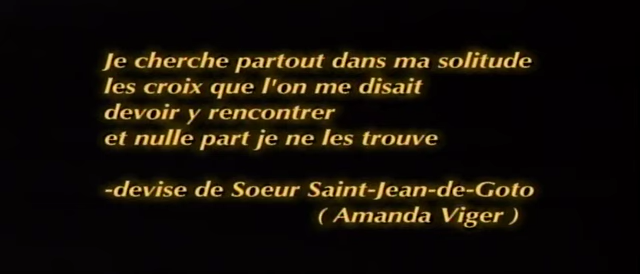 Je cherche partout dans ma solitude
les croix que l'on me disait
devoir y rencontrer
et nulle part je ne les trouve
-devise de Soeur Saint-Jean-de-Goto
( Amanda Viger )